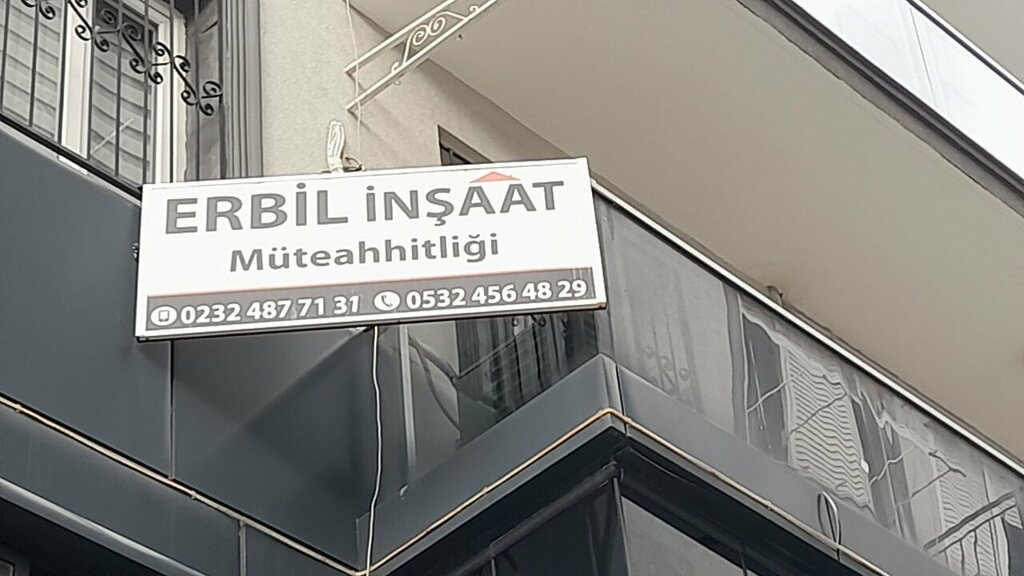 ERBİL İNŞAAT
Müteahhitliği
0232 487 71 31 0532 456 48 29